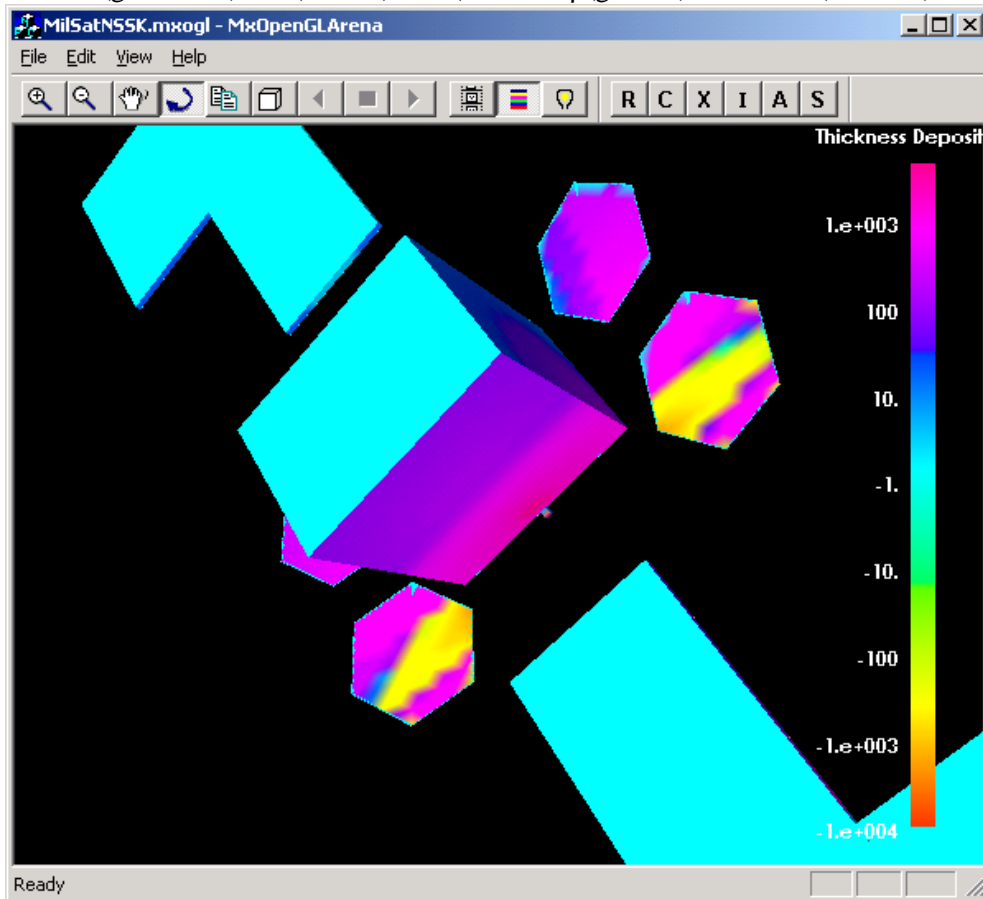 MilSatNSSK.mxogl - MxOpenGLArena
File Edit View Help
R C X I A S
Thickness Deposit
1.e+003
100
10.
-1.
-10.
-100
-1.e+003
-1.e+004
Ready